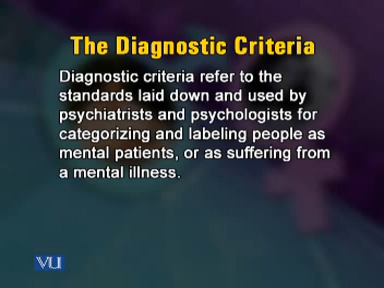 The Diagnostic Criteria
Diagnostic criteria refer to the
standards laid down and used by
psychiatrists and psychologists for
categorizing and labeling people as
mental patients, or as suffering from
a mental illness.
VU